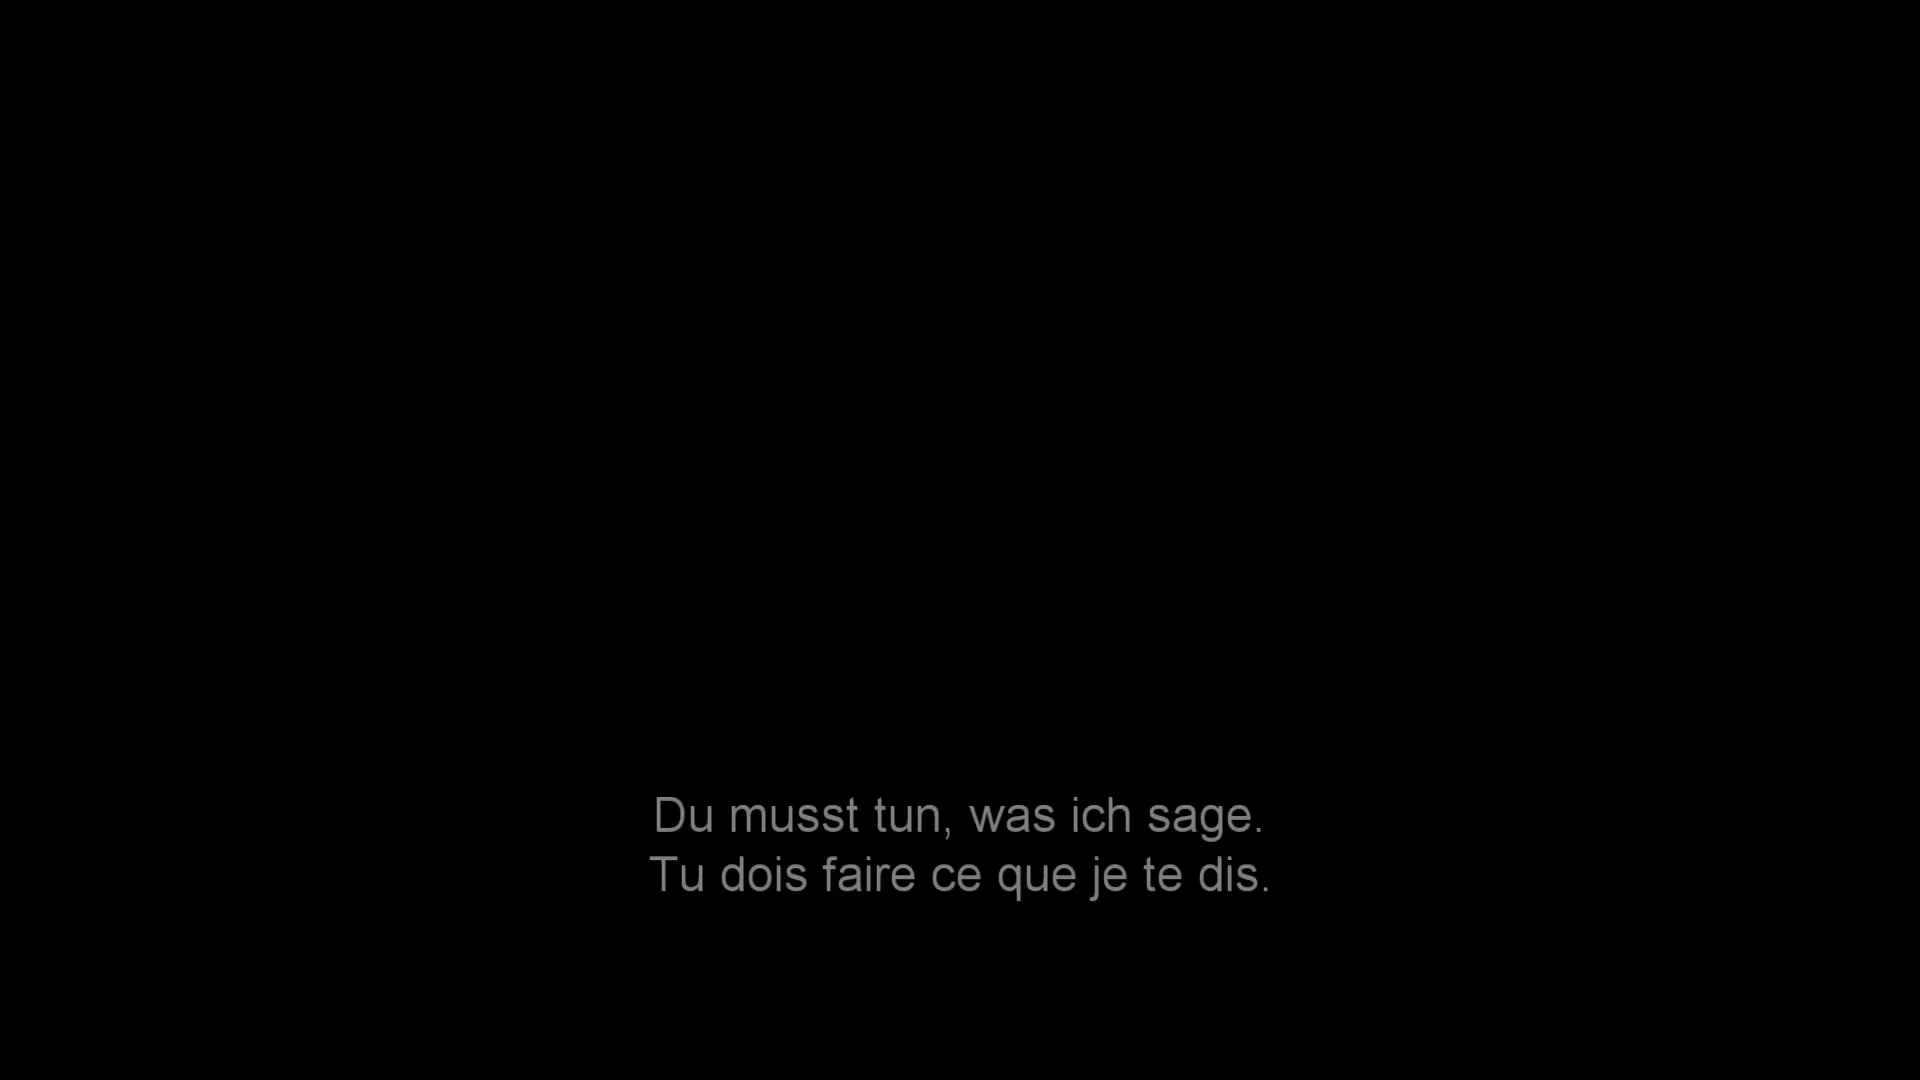 Du musst tun, was ich sage.
Tu dois faire ce que je te dis.